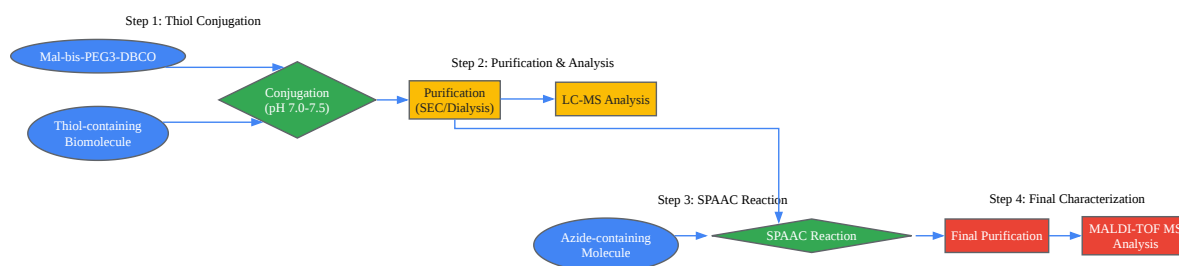 Step 1: Thiol Conjugation
Mal-bis-PEG3-DBCO
Thiol-containing
Biomolecule
Conjugation
(pH 7.0-7.5)
Step 2: Purification & Analysis
Purification
(SEC/Dialysis)
LC-MS Analysis
Step 3: SPAAC Reaction
Azide-containing
Molecule
SPAAC Reaction
Step 4: Final Characterization
Final Purification
MALDI-TOF MS
Analysis